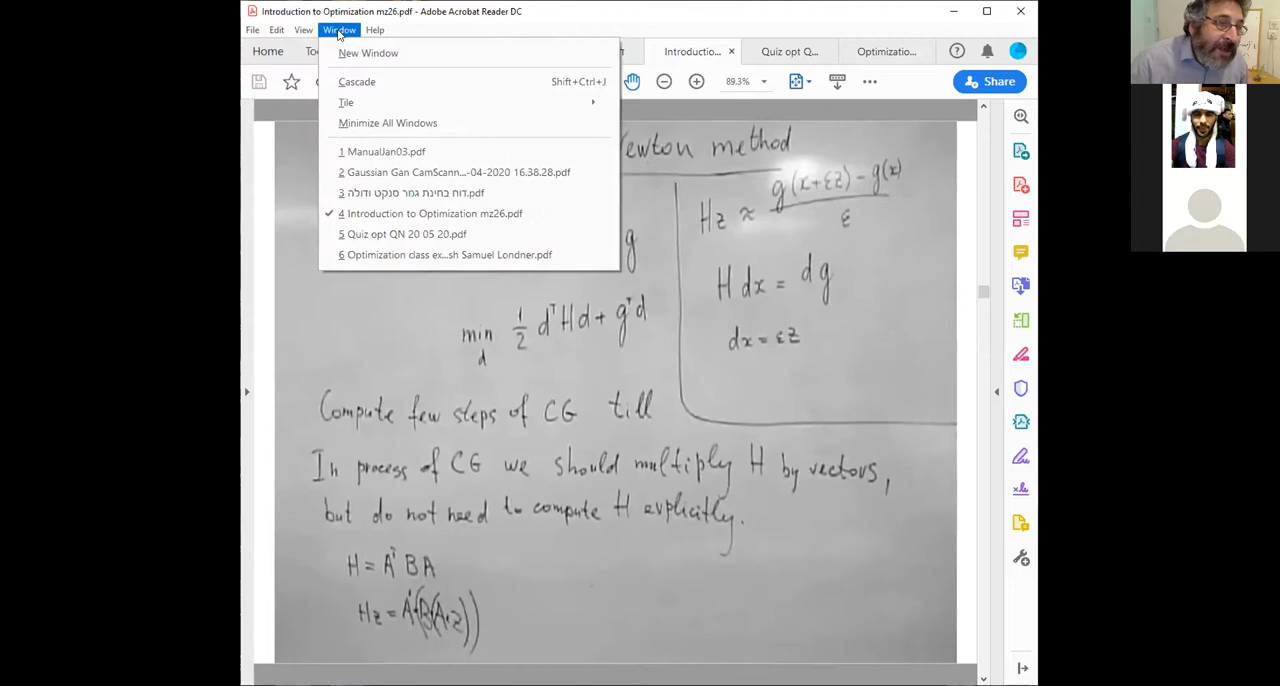 Introduction to Optimization mz26.pdf - Adobe Acrobat Reader DC
File Edit View Window Help
Home
Introductio... × Quiz opt Q... Optimizatio...
89.3%
Share
New Window
Cascade Shift+Ctrl+J
Tile
Minimize All Windows
1 ManualJan03.pdf
2 Gaussian Gan CamScann...-04-2020 16.38.28.pdf
3 דוח בחינת גמר סנקט ודולה.pdf
4 Introduction to Optimization mz26.pdf
5 Quiz opt QN 20 05 20.pdf
6 Optimization class ex...sh Samuel Londner.pdf
method
Hz ≈ (g(x+εz) - g(x)) / ε
g
H dx = dg
dx = εz
min d ½ dᵀHd + gᵀd
Compute few steps of CG till
In process of CG we should multiply H by vectors,
but do not need to compute H explicitly.
H = AᵀBA
Hz = Aᵀ(B(A·z))